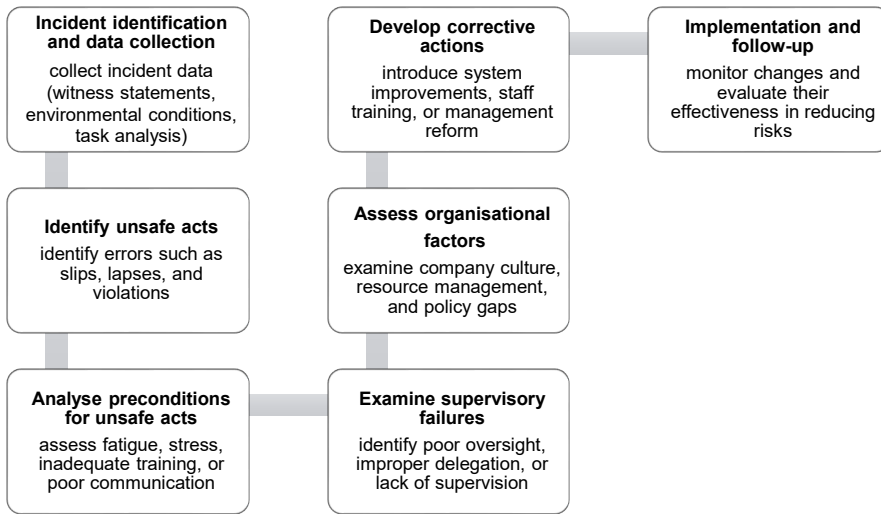 Incident identification
and data collection
collect incident data
(witness statements,
environmental conditions,
task analysis)
Identify unsafe acts
identify errors such as
slips, lapses, and
violations
Analyse preconditions
for unsafe acts
assess fatigue, stress,
inadequate training, or
poor communication
Examine supervisory
failures
identify poor oversight,
improper delegation, or
lack of supervision
Assess organisational
factors
examine company culture,
resource management,
and policy gaps
Develop corrective
actions
introduce system
improvements, staff
training, or management
reform
Implementation and
follow-up
monitor changes and
evaluate their
effectiveness in reducing
risks